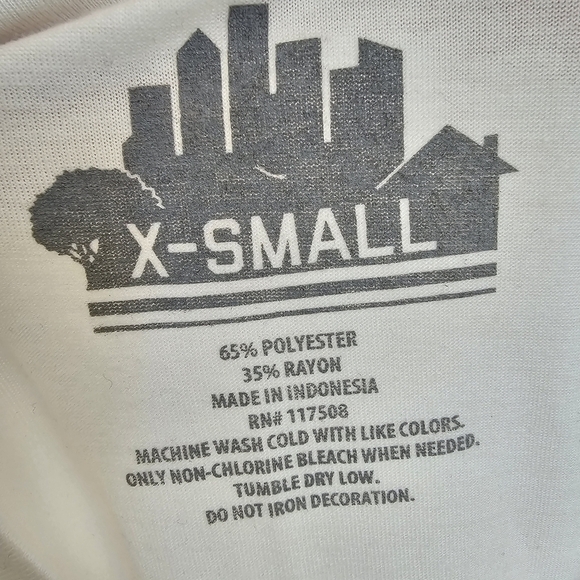 X-SMALL
65% POLYESTER
35% RAYON
MADE IN INDONESIA
RN# 117508
MACHINE WASH COLD WITH LIKE COLORS.
ONLY NON-CHLORINE BLEACH WHEN NEEDED.
TUMBLE DRY LOW.
DO NOT IRON DECORATION.